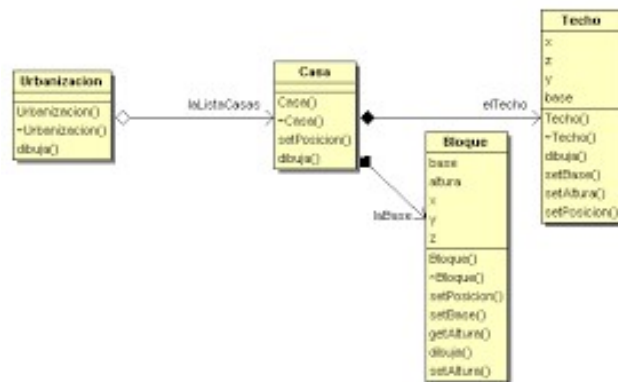 Urbanizacion
Urbanizacion()
~Urbanizacion()
dibuja()
laListaCasas
Casa
Casa()
~Casa()
setPosicion()
dibuja()
elTecho
laBase
Techo
x
z
y
base
Techo()
~Techo()
dibuja()
setBase()
setAltura()
setPosicion()
Bloque
base
altura
x
y
z
Bloque()
~Bloque()
setPosicion()
setBase()
getAltura()
dibuja()
setAltura()